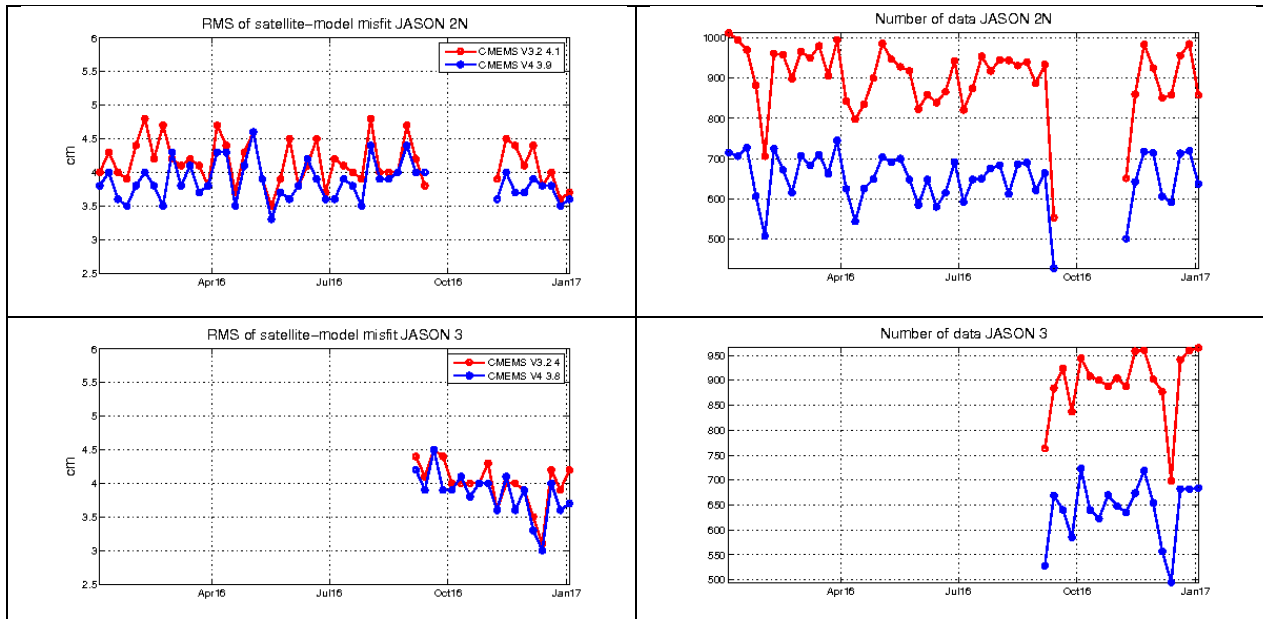 RMS of satellite-model misfit JASON 2N
6
5.5
5
4.5
4
3.5
3
2.5
cm
CMEMS V3.2 4.1
CMEMS V4 3.9
Apr16
Jul16
Oct16
Jan17
Number of data JASON 2N
1000
900
800
700
600
500
Apr16
Jul16
Oct16
Jan17
RMS of satellite-model misfit JASON 3
6
5.5
5
4.5
4
3.5
3
2.5
cm
CMEMS V3.2 4
CMEMS V4 3.8
Apr16
Jul16
Oct16
Jan17
Number of data JASON 3
950
900
850
800
750
700
650
600
550
500
Apr16
Jul16
Oct16
Jan17